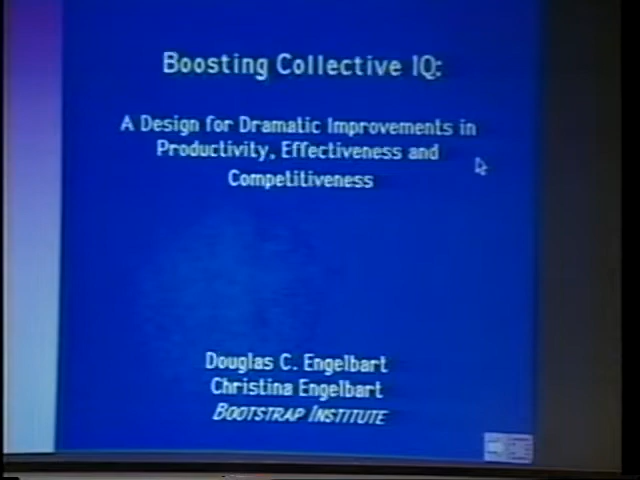 Boosting Collective IQ:
A Design for Dramatic Improvements in
Productivity, Effectiveness and
Competitiveness
Douglas C. Engelbart
Christina Engelbart
BOOTSTRAP INSTITUTE